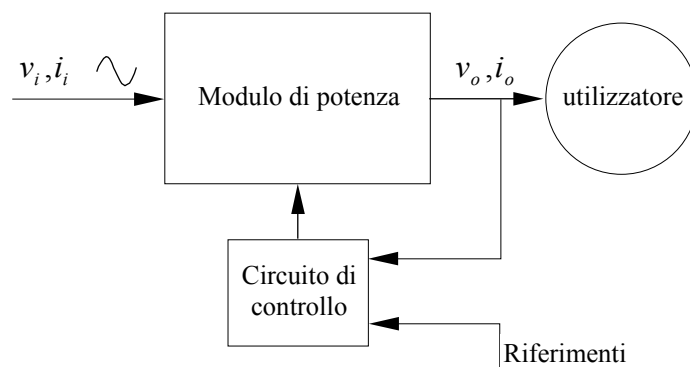 v_i, i_i
Modulo di potenza
v_o, i_o
utilizzatore
Circuito di
controllo
Riferimenti